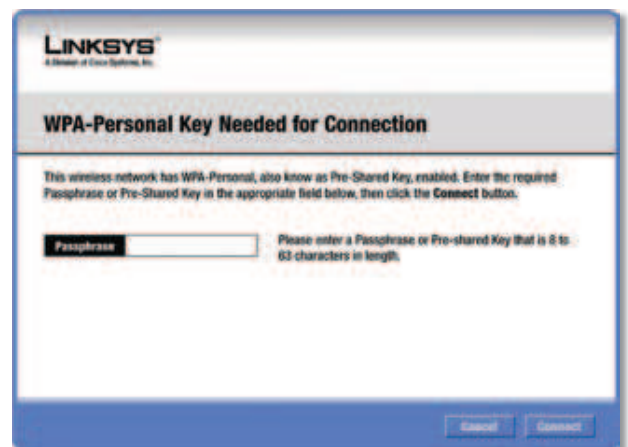 LINKSYS®
A Division of Cisco Systems, Inc.
WPA-Personal Key Needed for Connection
This wireless network has WPA-Personal, also know as Pre-Shared Key, enabled. Enter the required
Passphrase or Pre-Shared Key in the appropriate field below, then click the Connect button.
Passphrase
Please enter a Passphrase or Pre-shared Key that is 8 to
63 characters in length.
Cancel Connect